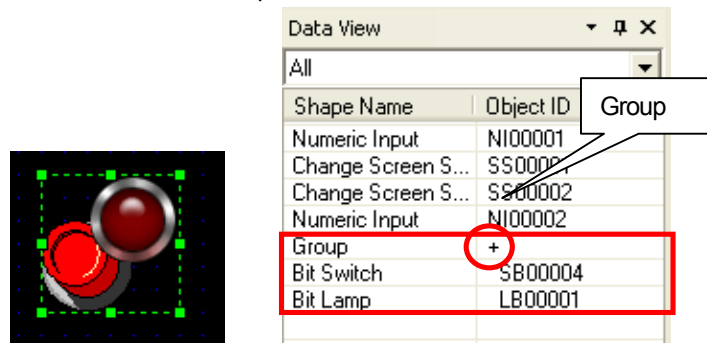 Data View
All
Shape Name Object ID
Group
Numeric Input NI00001
Change Screen S... SS00001
Change Screen S... SS00002
Numeric Input NI00002
Group +
Bit Switch SB00004
Bit Lamp LB00001